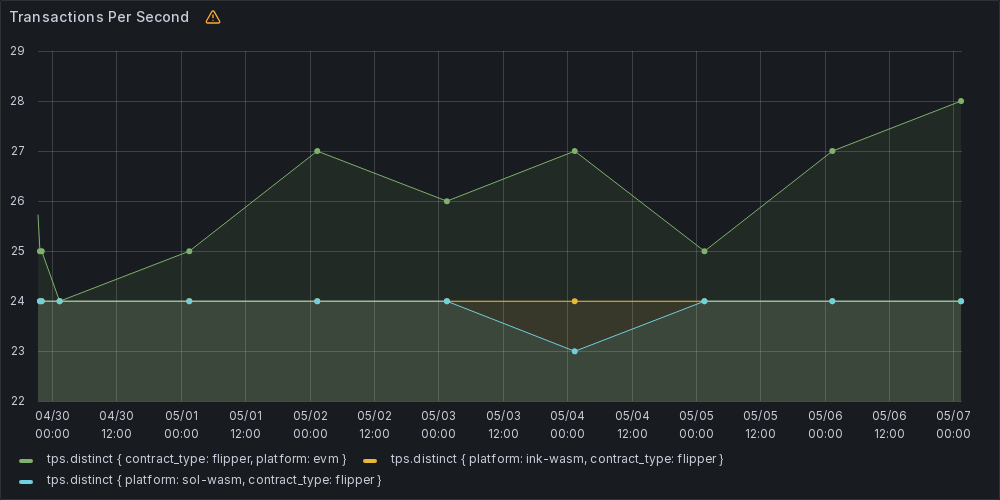 Transactions Per Second
29
28
27
26
25
24
23
22
04/30 04/30 05/01 05/01 05/02 05/02 05/03 05/03 05/04 05/04 05/05 05/05 05/06 05/06 05/07
00:00 12:00 00:00 12:00 00:00 12:00 00:00 12:00 00:00 12:00 00:00 12:00 00:00 12:00 00:00
tps.distinct { contract_type: flipper, platform: evm } tps.distinct { platform: ink-wasm, contract_type: flipper }
tps.distinct { platform: sol-wasm, contract_type: flipper }